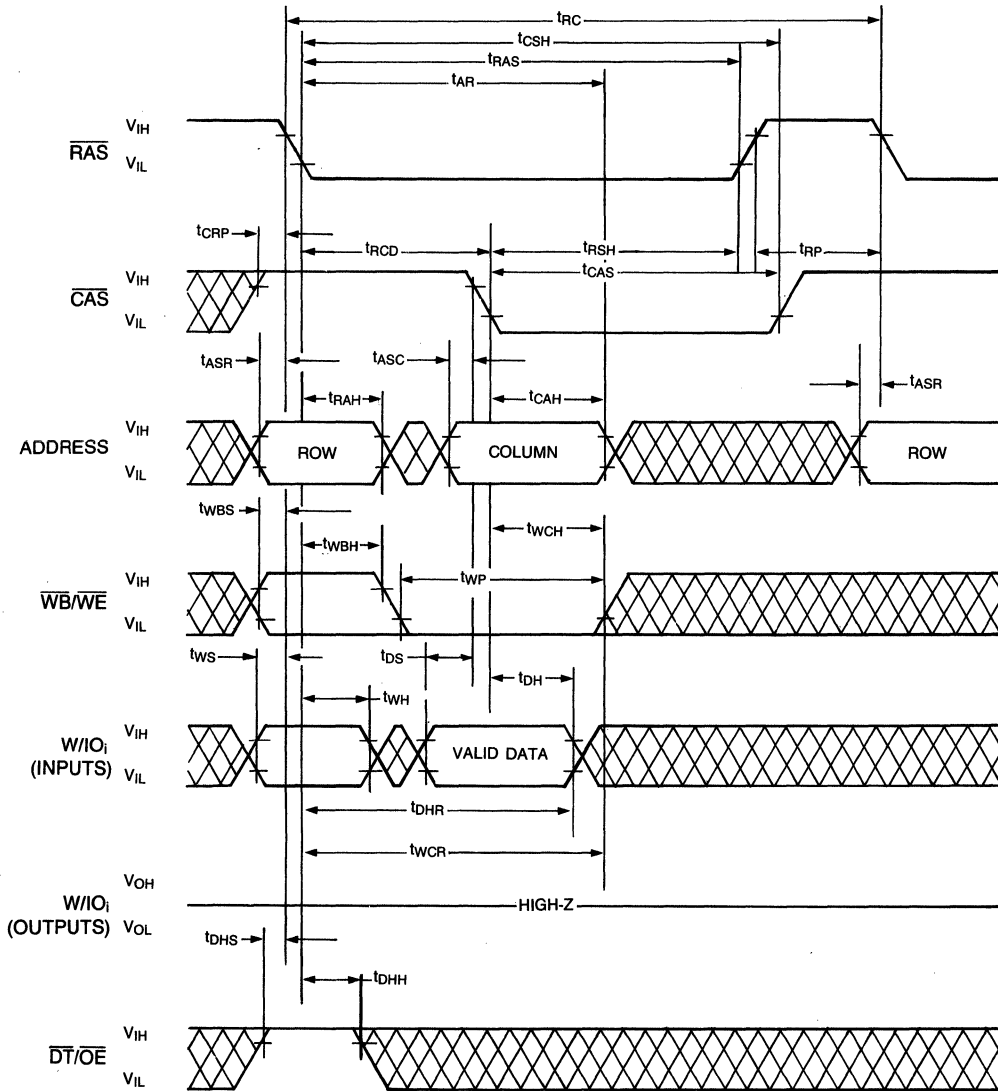 tRC
tCSH
tRAS
tAR
RAS VIH
VIL
tCRP tRCD tRSH tRP
tCAS
CAS VIH
VIL
tASR tASC tASR
tRAH tCAH
ADDRESS VIH
VIL
ROW COLUMN ROW
tWBS tWBH tWCH
tWP
WB/WE VIH
VIL
tWS tDS tDH
tWH
W/IOi (INPUTS) VIH
VIL
VALID DATA
tDHR
tWCR
W/IOi (OUTPUTS) VOH
VOL
HIGH-Z
tDHS
tDHH
DT/OE VIH
VIL